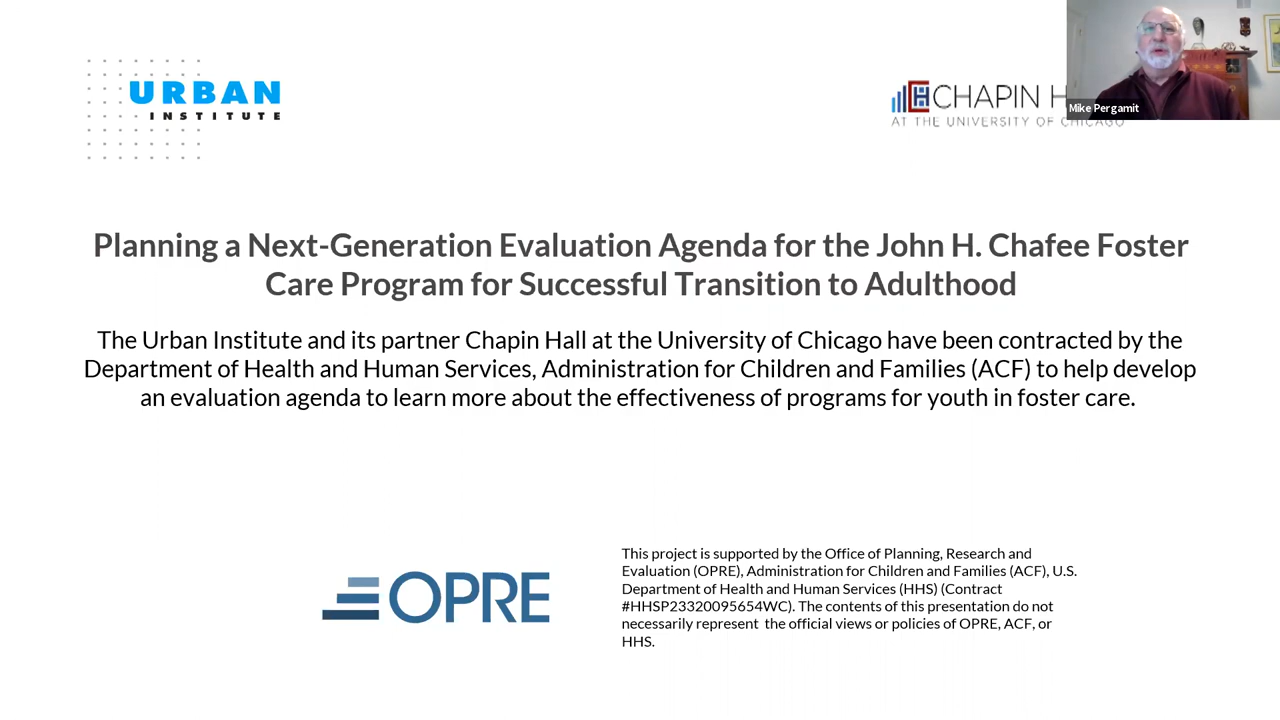 URBAN
INSTITUTE
CHAPIN H
AT THE UNIVERSITY OF CHICAGO
Mike Pergamit
Planning a Next-Generation Evaluation Agenda for the John H. Chafee Foster
Care Program for Successful Transition to Adulthood
The Urban Institute and its partner Chapin Hall at the University of Chicago have been contracted by the
Department of Health and Human Services, Administration for Children and Families (ACF) to help develop
an evaluation agenda to learn more about the effectiveness of programs for youth in foster care.
OPRE
This project is supported by the Office of Planning, Research and
Evaluation (OPRE), Administration for Children and Families (ACF), U.S.
Department of Health and Human Services (HHS) (Contract
#HHSP23320095654WC). The contents of this presentation do not
necessarily represent the official views or policies of OPRE, ACF, or
HHS.